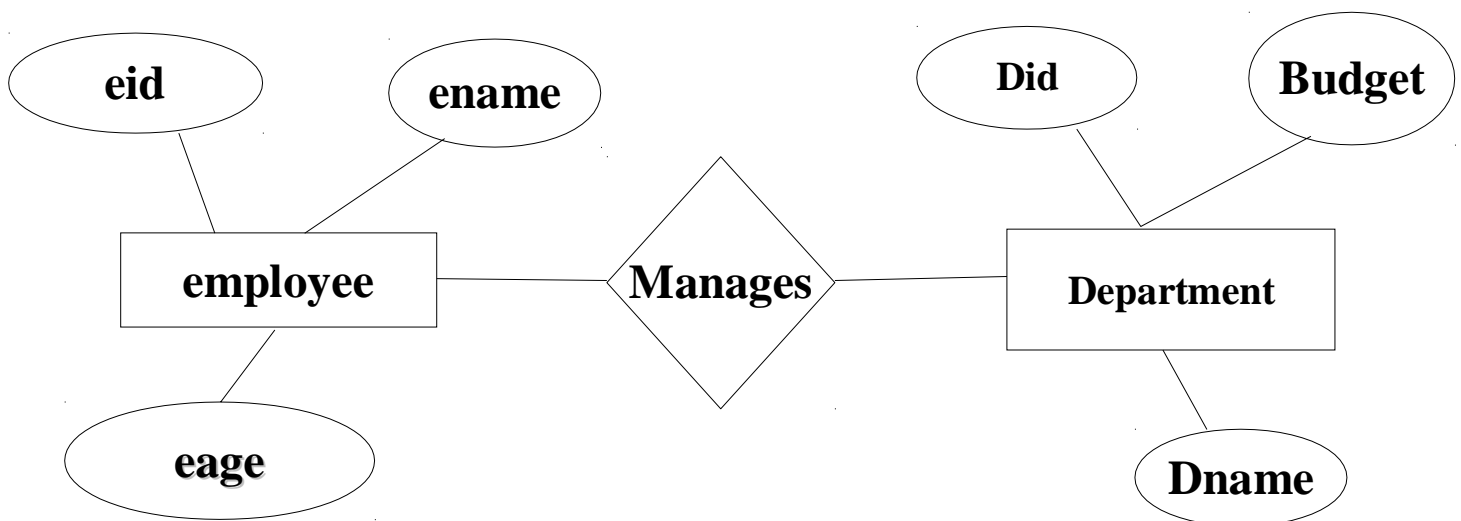 eid
ename
Did
Budget
employee
Manages
Department
eage
Dname